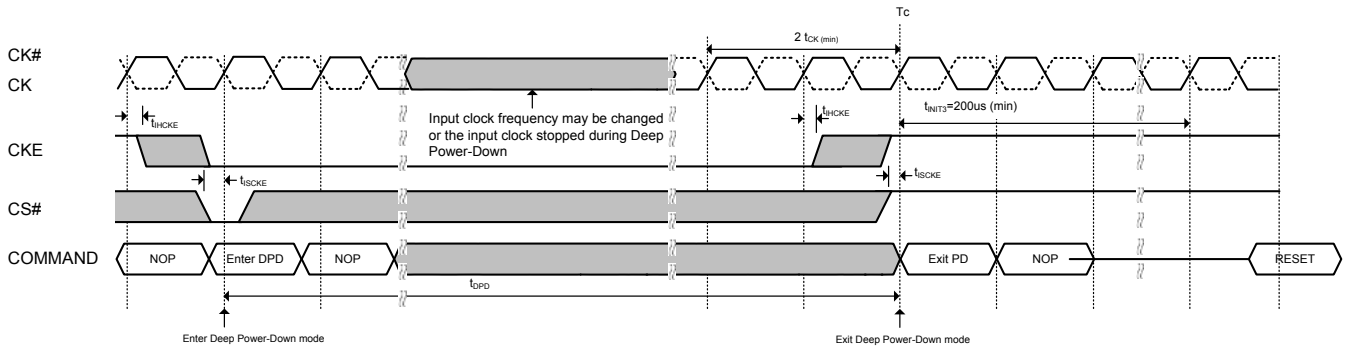 Tc
2 tCK (min)
CK#
CK
Input clock frequency may be changed
or the input clock stopped during Deep
Power-Down
tIHCKE
tIHCKE
tINIT3=200us (min)
CKE
tISCKE
tISCKE
CS#
COMMAND
NOP
Enter DPD
NOP
Exit PD
NOP
RESET
tDPD
Enter Deep Power-Down mode
Exit Deep Power-Down mode